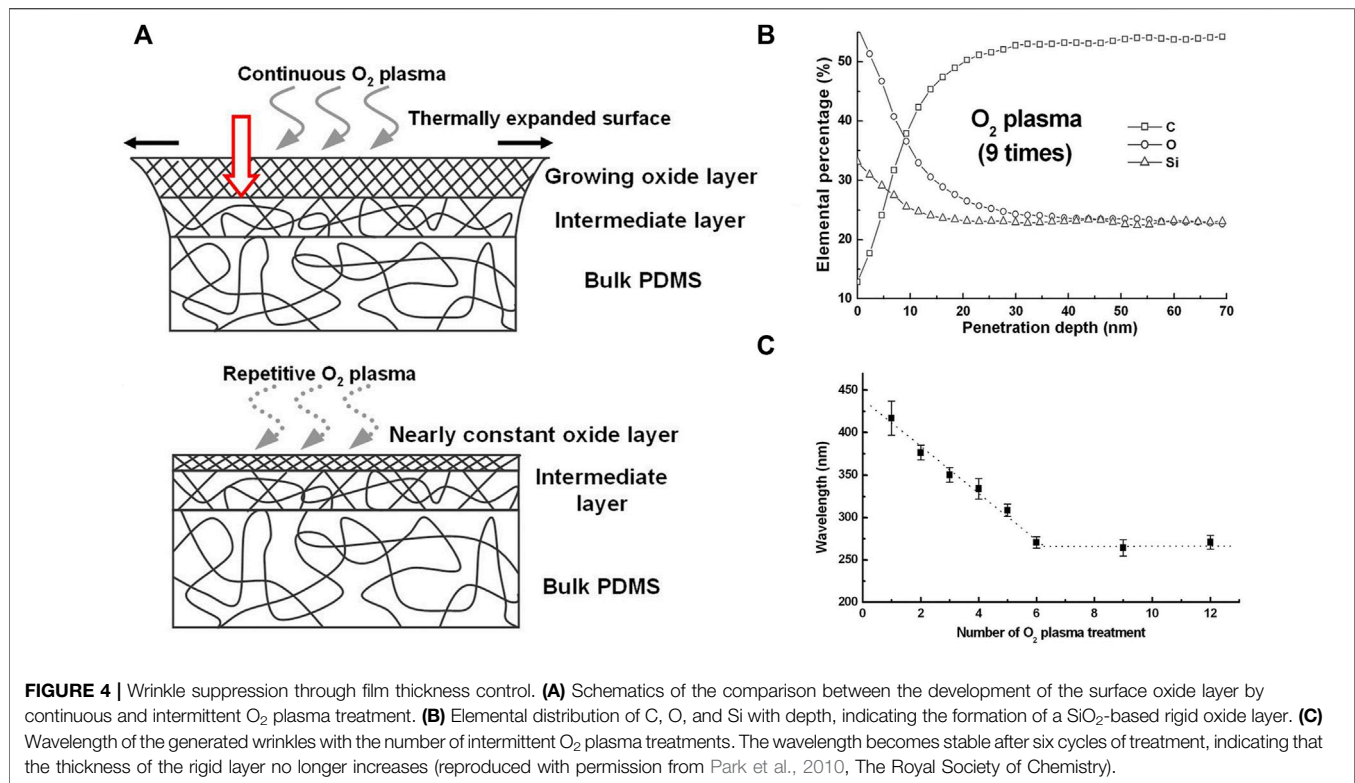 A
Continuous O₂ plasma
Thermally expanded surface
Growing oxide layer
Intermediate layer
Bulk PDMS
Repetitive O₂ plasma
Nearly constant oxide layer
Intermediate
layer
Bulk PDMS
B
Elemental percentage (%)
50
40
30
20
10
O₂ plasma
(9 times)
C
O
Si
0 10 20 30 40 50 60 70
Penetration depth (nm)
C
Wavelength (nm)
450
400
350
300
250
200
0 2 4 6 8 10 12
Number of O₂ plasma treatment
FIGURE 4 | Wrinkle suppression through film thickness control. (A) Schematics of the comparison between the development of the surface oxide layer by
continuous and intermittent O₂ plasma treatment. (B) Elemental distribution of C, O, and Si with depth, indicating the formation of a SiO₂-based rigid oxide layer. (C)
Wavelength of the generated wrinkles with the number of intermittent O₂ plasma treatments. The wavelength becomes stable after six cycles of treatment, indicating that
the thickness of the rigid layer no longer increases (reproduced with permission from Park et al., 2010, The Royal Society of Chemistry).